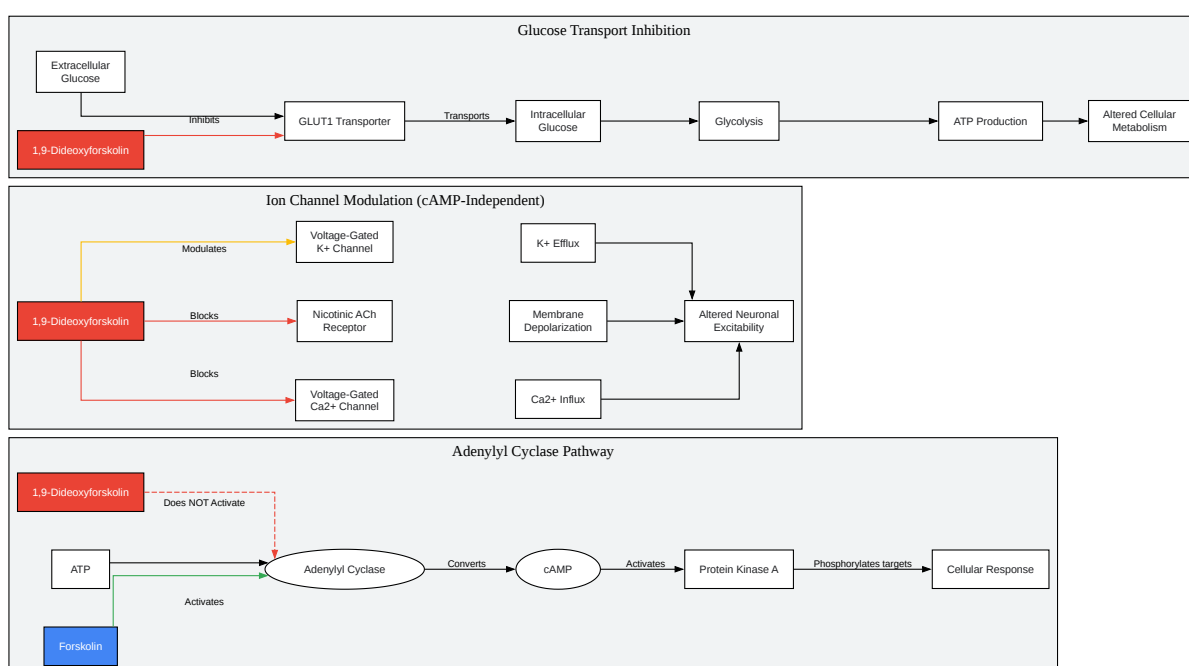 Glucose Transport Inhibition
Extracellular
Glucose
Inhibits
1,9-Dideoxyforskolin
GLUT1 Transporter
Transports
Intracellular
Glucose
Glycolysis
ATP Production
Altered Cellular
Metabolism
Ion Channel Modulation (cAMP-Independent)
Modulates
Voltage-Gated
K+ Channel
K+ Efflux
1,9-Dideoxyforskolin
Blocks
Nicotinic ACh
Receptor
Membrane
Depolarization
Altered Neuronal
Excitability
Blocks
Voltage-Gated
Ca2+ Channel
Ca2+ Influx
Adenylyl Cyclase Pathway
1,9-Dideoxyforskolin
Does NOT Activate
ATP
Adenylyl Cyclase
Converts
cAMP
Activates
Protein Kinase A
Phosphorylates targets
Cellular Response
Activates
Forskolin